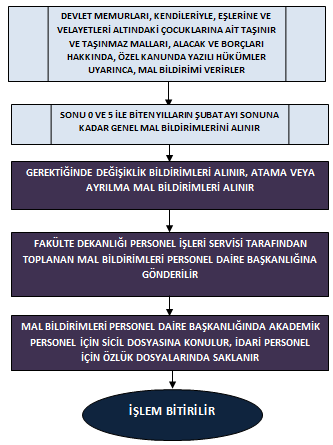 DEVLET MEMURLARI, KENDİLERİYLE, EŞLERİNE VE
VELAYETLERİ ALTINDAKİ ÇOCUKLARINA AİT TAŞINIR
VE TAŞINMAZ MALLARI, ALACAK VE BORÇLARI
HAKKINDA, ÖZEL KANUNDA YAZILI HÜKÜMLER
UYARINCA, MAL BİLDİRİMİ VERİRLER
SONU 0 VE 5 İLE BİTEN YILLARIN ŞUBAT AYI SONUNA
KADAR GENEL MAL BİLDİRİMLERİNİ ALINIR
GEREKTİĞİNDE DEĞİŞİKLİK BİLDİRİMLERİ ALINIR, ATAMA VEYA
AYRILMA MAL BİLDİRİMLERİ ALINIR
FAKÜLTE DEKANLIĞI PERSONEL İŞLERİ SERVİSİ TARAFINDAN
TOPLANAN MAL BİLDİRİMLERİ PERSONEL DAİRE BAŞKANLIĞINA
GÖNDERİLİR
MAL BİLDİRİMLERİ PERSONEL DAİRE BAŞKANLIĞINDA AKADEMİK
PERSONEL İÇİN SİCİL DOSYASINA KONULUR, İDARİ PERSONEL
İÇİN ÖZLÜK DOSYALARINDA SAKLANIR
İŞLEM BİTİRİLİR